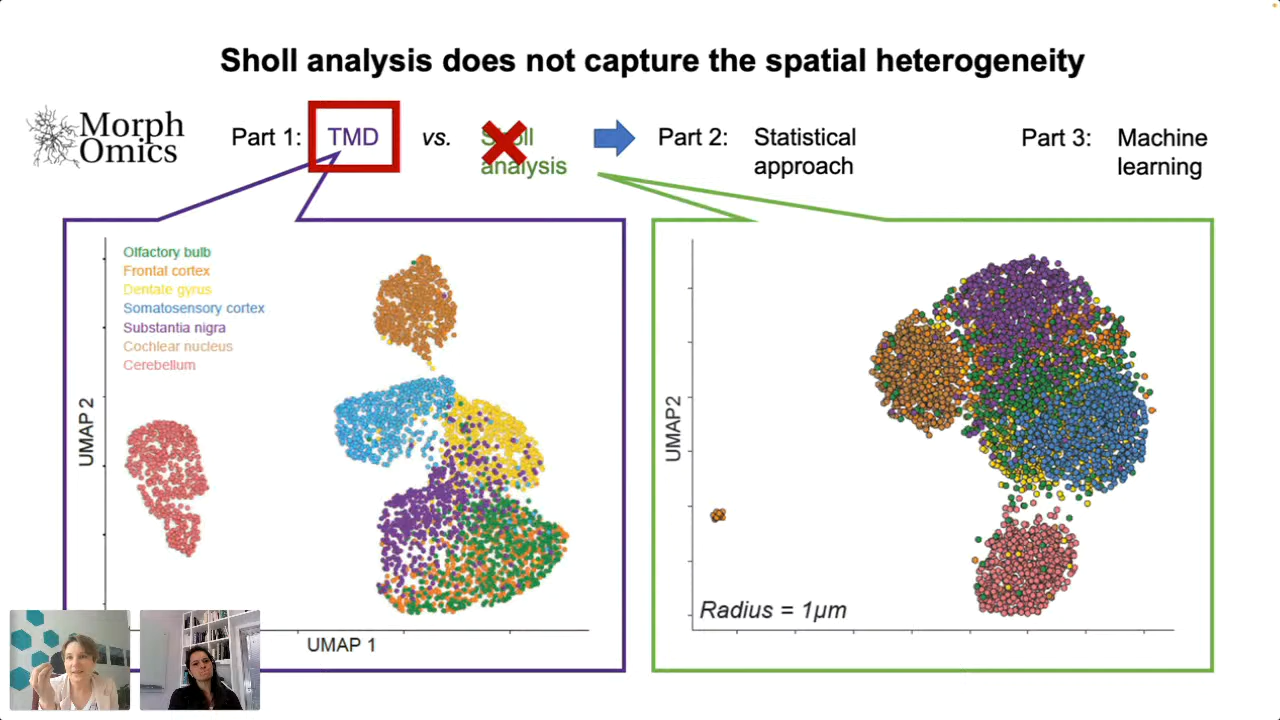 Sholl analysis does not capture the spatial heterogeneity
Morph
Omics
Part 1: TMD vs. Sholl
analysis
Part 2: Statistical
approach
Part 3: Machine
learning
Olfactory bulb
Frontal cortex
Dentate gyrus
Somatosensory cortex
Substantia nigra
Cochlear nucleus
Cerebellum
UMAP 2
UMAP 1
UMAP2
Radius = 1μm